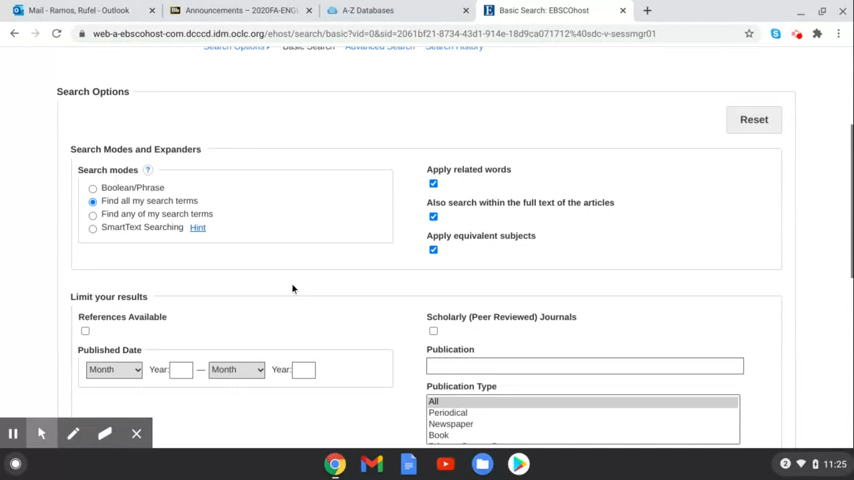 Mail - Ramos, Rufel - Outlook
Announcements – 2020FA-ENGL
A-Z Databases
Basic Search: EBSCOhost
web-a-ebscohost-com.dcccd.idm.oclc.org/ehost/search/basic?vid=0&sid=2061bf21-8734-43d1-914e-18d9ca071712%40sdc-v-sessmgr01
Search Options Basic Search Advanced Search Search History
Search Options
Reset
Search Modes and Expanders
Search modes ?
Boolean/Phrase
Find all my search terms
Find any of my search terms
SmartText Searching Hint
Apply related words
Also search within the full text of the articles
Apply equivalent subjects
Limit your results
References Available
Published Date
Month Year: — Month Year:
Scholarly (Peer Reviewed) Journals
Publication
Publication Type
All
Periodical
Newspaper
Book
2 11:25